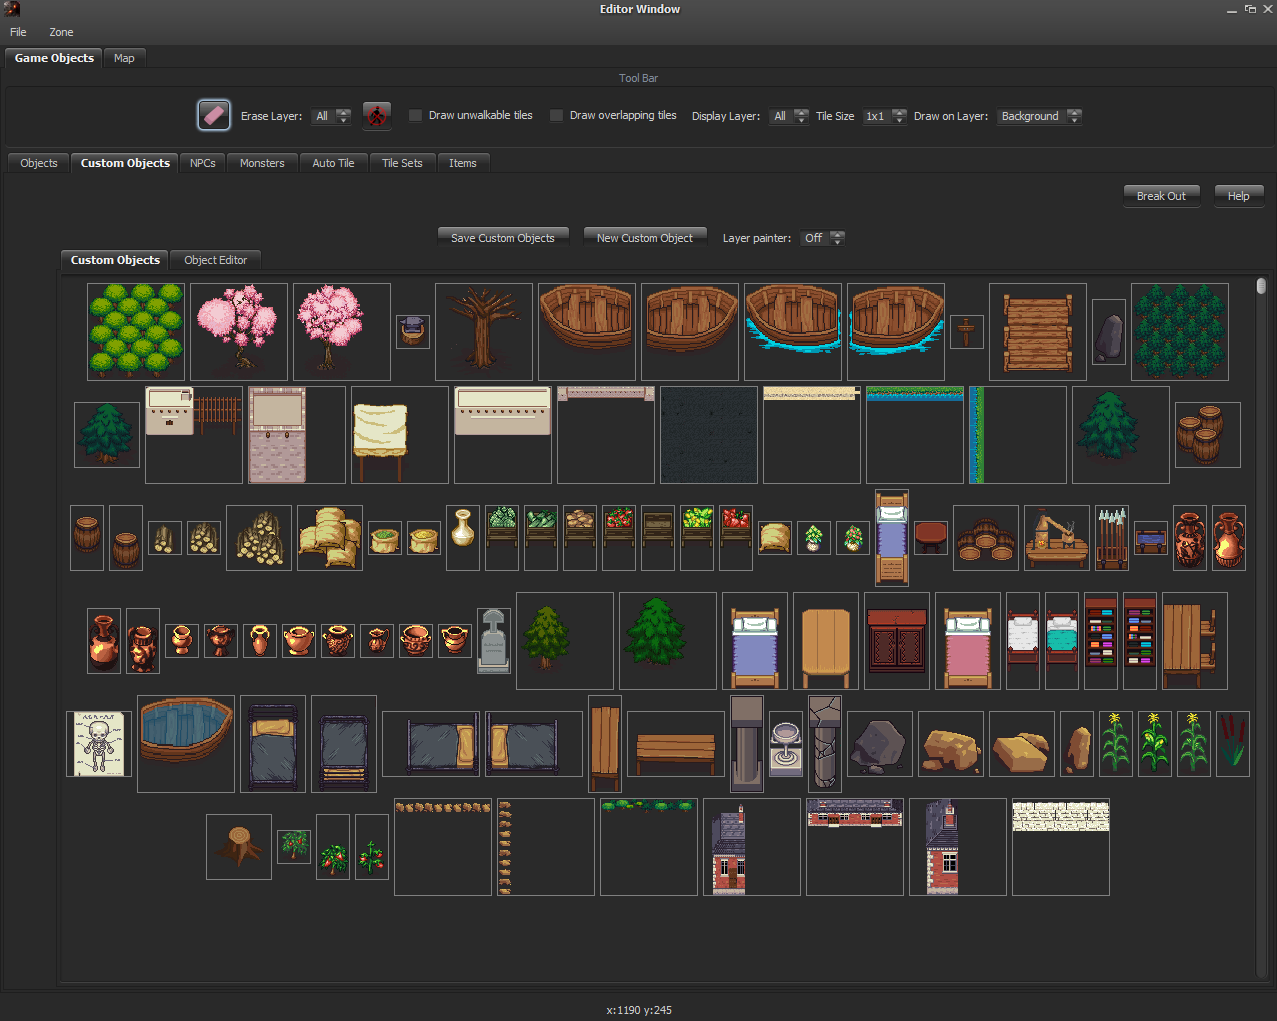 Editor Window
File Zone
Game Objects Map
Tool Bar
Erase Layer: All Draw unwalkable tiles Draw overlapping tiles Display Layer: All Tile Size 1x1 Draw on Layer: Background
Objects Custom Objects NPCs Monsters Auto Tile Tile Sets Items
Break Out Help
Save Custom Objects New Custom Object Layer painter: Off
Custom Objects Object Editor
x:1190 y:245